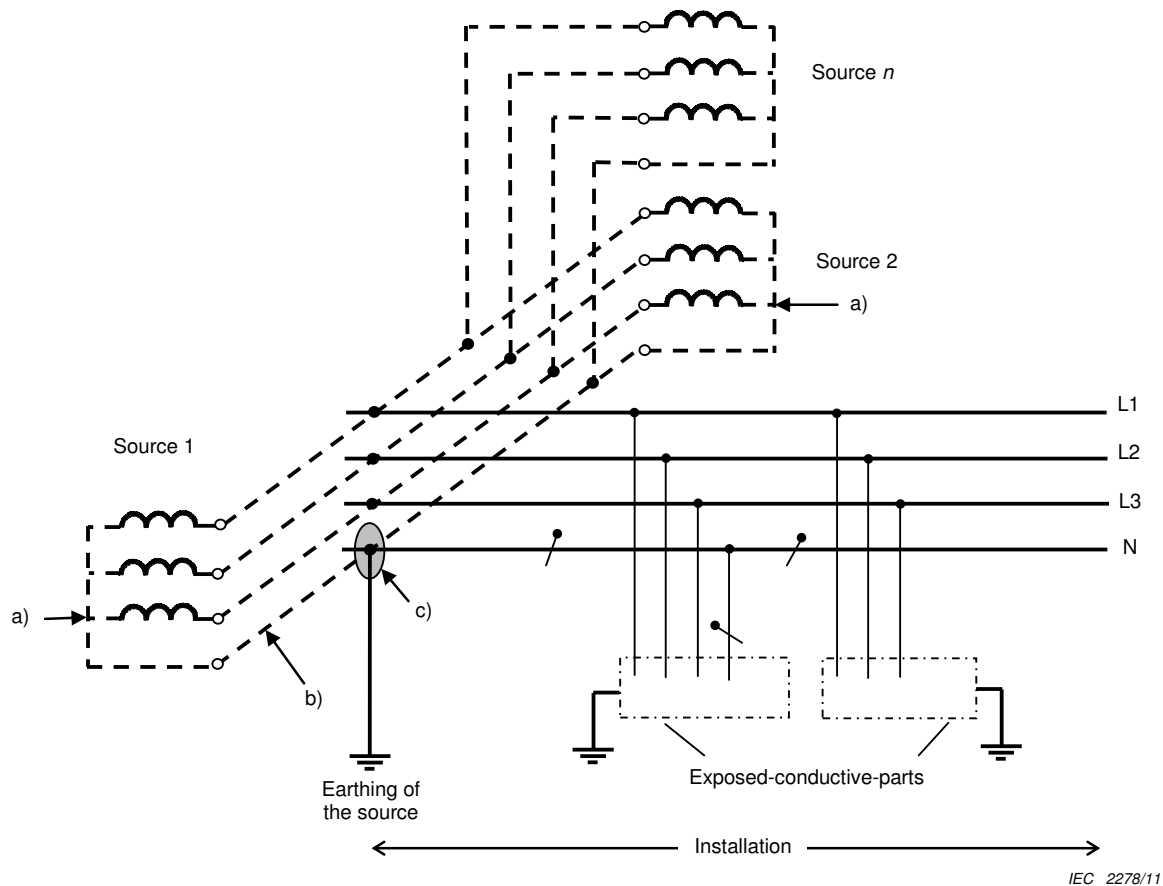 Source n
Source 2
a)
L1
Source 1
L2
L3
N
c)
a)
b)
Exposed-conductive-parts
Earthing of
the source
Installation
IEC 2278/11